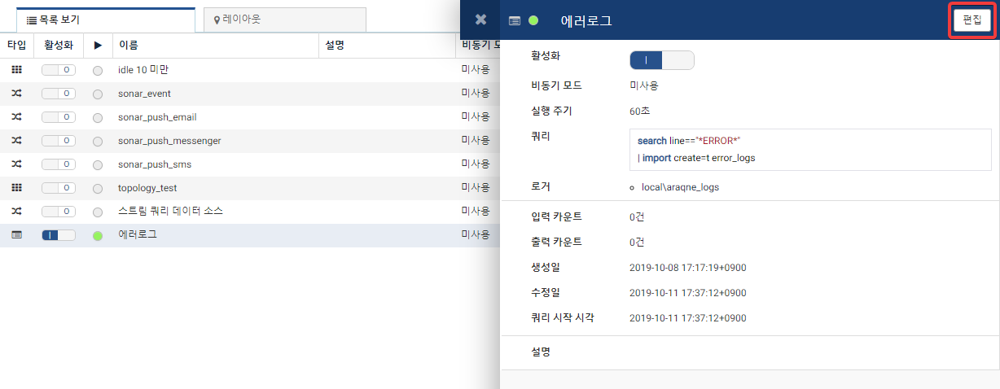 목록 보기
레이아웃
타입 활성화 이름 설명 비동기 모
idle 10 미만 미사용
sonar_event 미사용
sonar_push_email 미사용
sonar_push_messenger 미사용
sonar_push_sms 미사용
topology_test 미사용
스트림 쿼리 데이터 소스 미사용
에러로그 미사용
에러로그 편집
활성화
비동기 모드 미사용
실행 주기 60초
쿼리 search line=="*ERROR*"
| import create=t error_logs
로거 local\araqne_logs
입력 카운트 0건
출력 카운트 0건
생성일 2019-10-08 17:17:19+0900
수정일 2019-10-11 17:37:12+0900
쿼리 시작 시각 2019-10-11 17:37:12+0900
설명